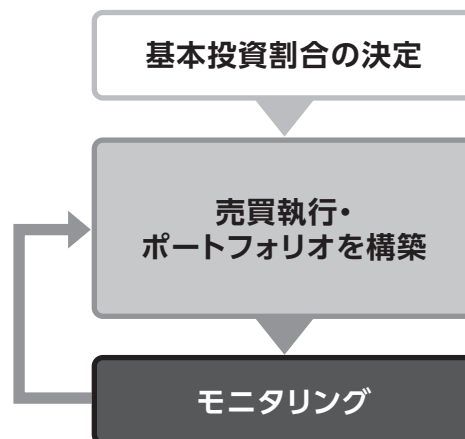 基本投資割合の決定
売買執行・
ポートフォリオを構築
モニタリング